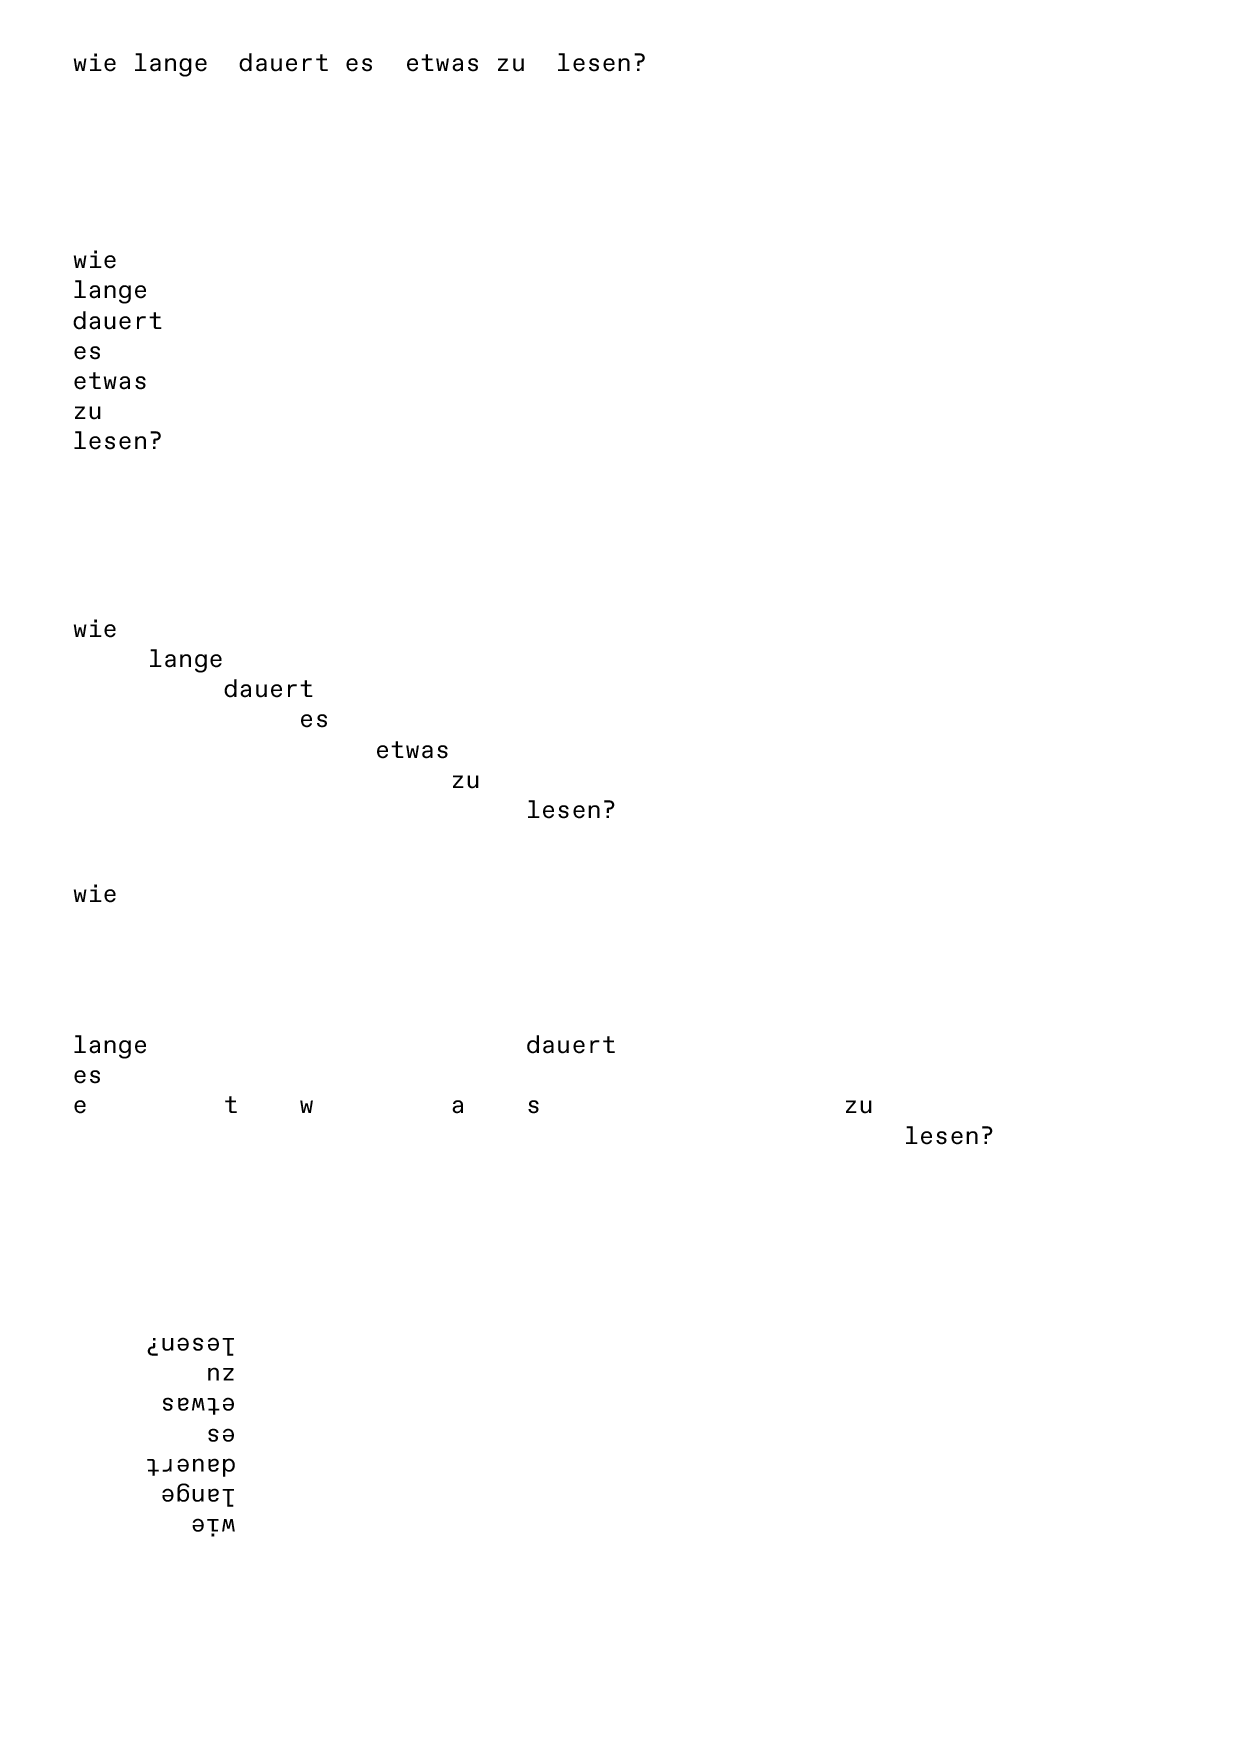 wie lange  dauert es  etwas zu  lesen?
wie
lange
dauert
es
etwas
zu
lesen?
wie
lange
dauert
es
etwas
zu
lesen?
wie
lange dauert
es
e t w a s zu
lesen?
wie
lange
dauert
es
etwas
zu
lesen?